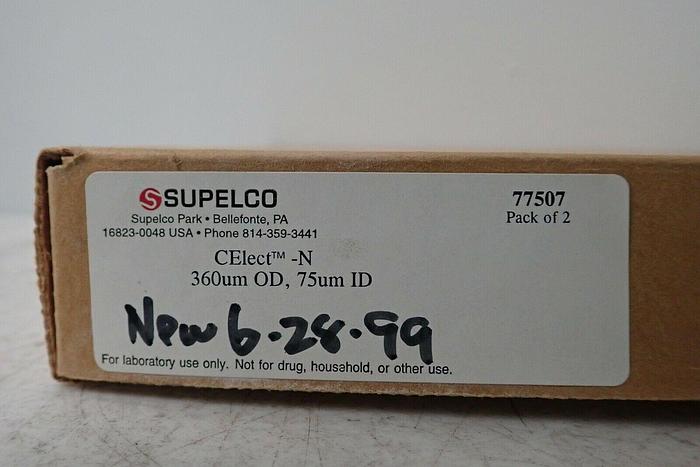 SUPELCO
Supelco Park • Bellefonte, PA
16823-0048 USA • Phone 814-359-3441
77507
Pack of 2
CElect™ -N
360um OD, 75um ID
New 6-28-99
For laboratory use only. Not for drug, household, or other use.